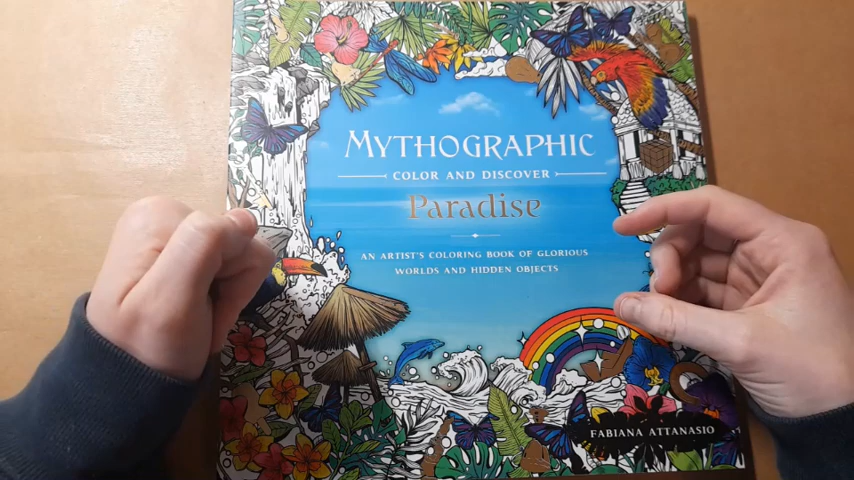 MYTHOGRAPHIC
COLOR AND DISCOVER
Paradise
AN ARTIST'S COLORING BOOK OF GLORIOUS
WORLDS AND HIDDEN OBJECTS
FABIANA ATTANASIO